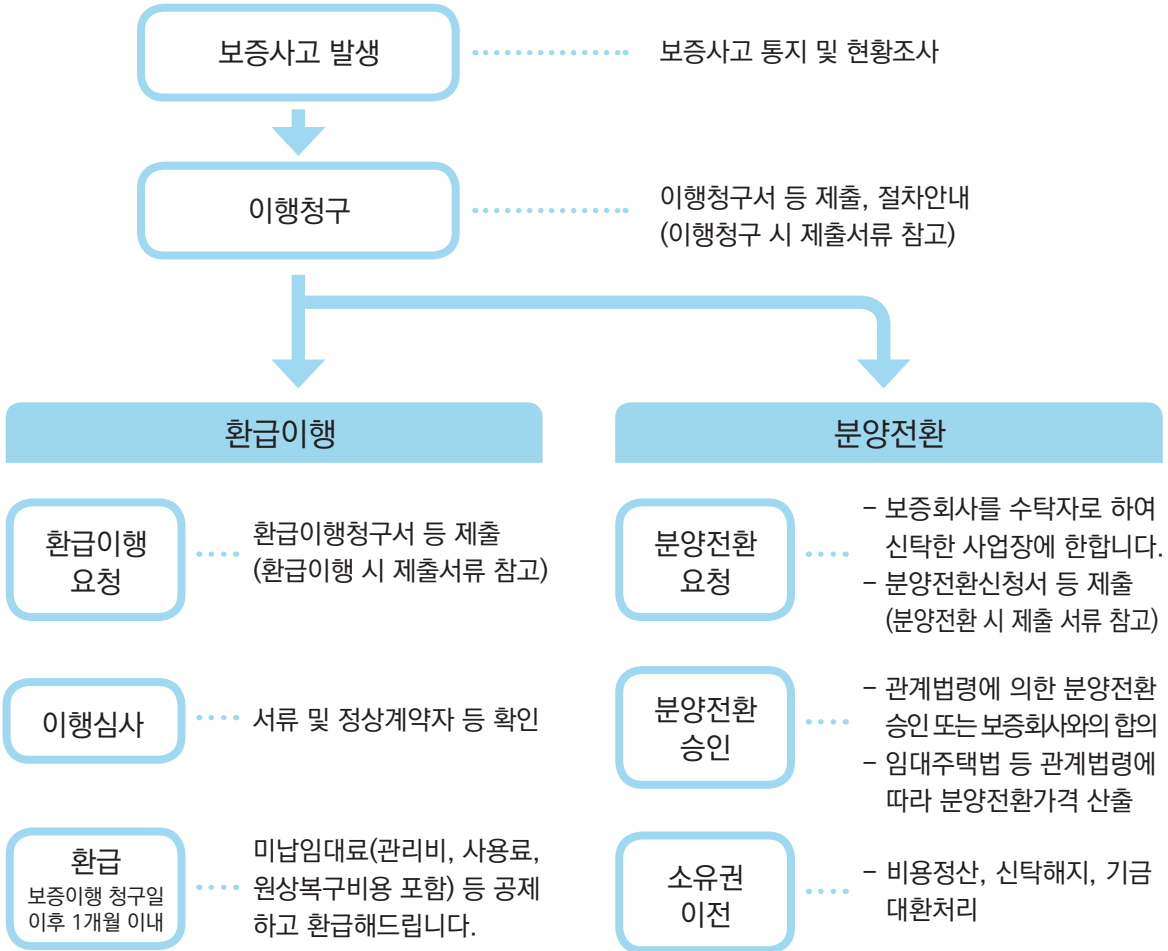 보증사고 발생
보증사고 통지 및 현황조사
이행청구
이행청구서 등 제출, 절차안내
(이행청구 시 제출서류 참고)
환급이행
환급이행
요청
환급이행청구서 등 제출
(환급이행 시 제출서류 참고)
이행심사
서류 및 정상계약자 등 확인
환급
보증이행 청구일
이후 1개월 이내
미납임대료(관리비, 사용료,
원상복구비용 포함) 등 공제
하고 환급해드립니다.
분양전환
분양전환
요청
– 보증회사를 수탁자로 하여
신탁한 사업장에 한합니다.
– 분양전환신청서 등 제출
(분양전환 시 제출 서류 참고)
분양전환
승인
– 관계법령에 의한 분양전환
승인 또는 보증회사와의 합의
– 임대주택법 등 관계법령에
따라 분양전환가격 산출
소유권
이전
– 비용정산, 신탁해지, 기금
대환처리